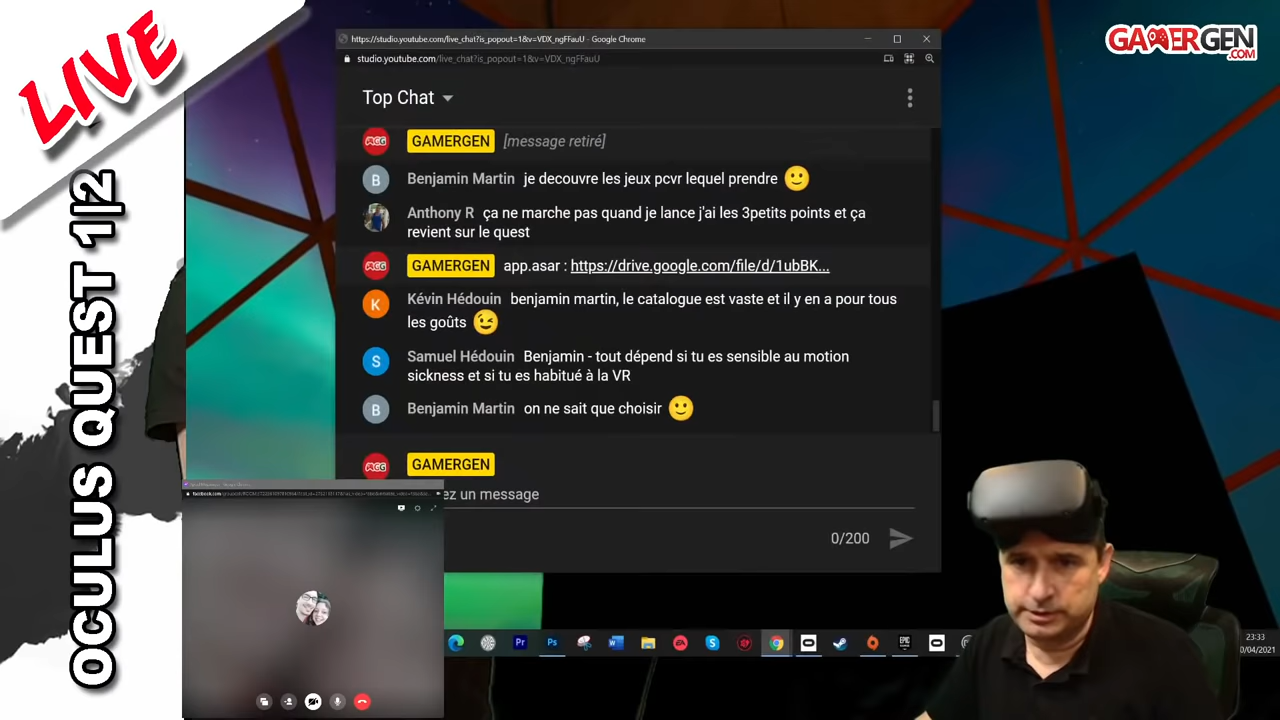 LIVE
OCULUS QUEST 1|2
GAMERGEN
.COM
https://studio.youtube.com/live_chat?is_popout=1&v=VDX_ngFFauU - Google Chrome
studio.youtube.com/live_chat?is_popout=1&v=VDX_ngFFauU
Top Chat
GAMERGEN [message retiré]
B Benjamin Martin je decouvre les jeux pcvr lequel prendre
Anthony R ça ne marche pas quand je lance j'ai les 3petits points et ça
revient sur le quest
GAMERGEN app.asar : https://drive.google.com/file/d/1ubBK...
K Kévin Hédouin benjamin martin, le catalogue est vaste et il y en a pour tous
les goûts
S Samuel Hédouin Benjamin - tout dépend si tu es sensible au motion
sickness et si tu es habitué à la VR
B Benjamin Martin on ne sait que choisir
GAMERGEN
ez un message
0/200
23:33
0/04/2021